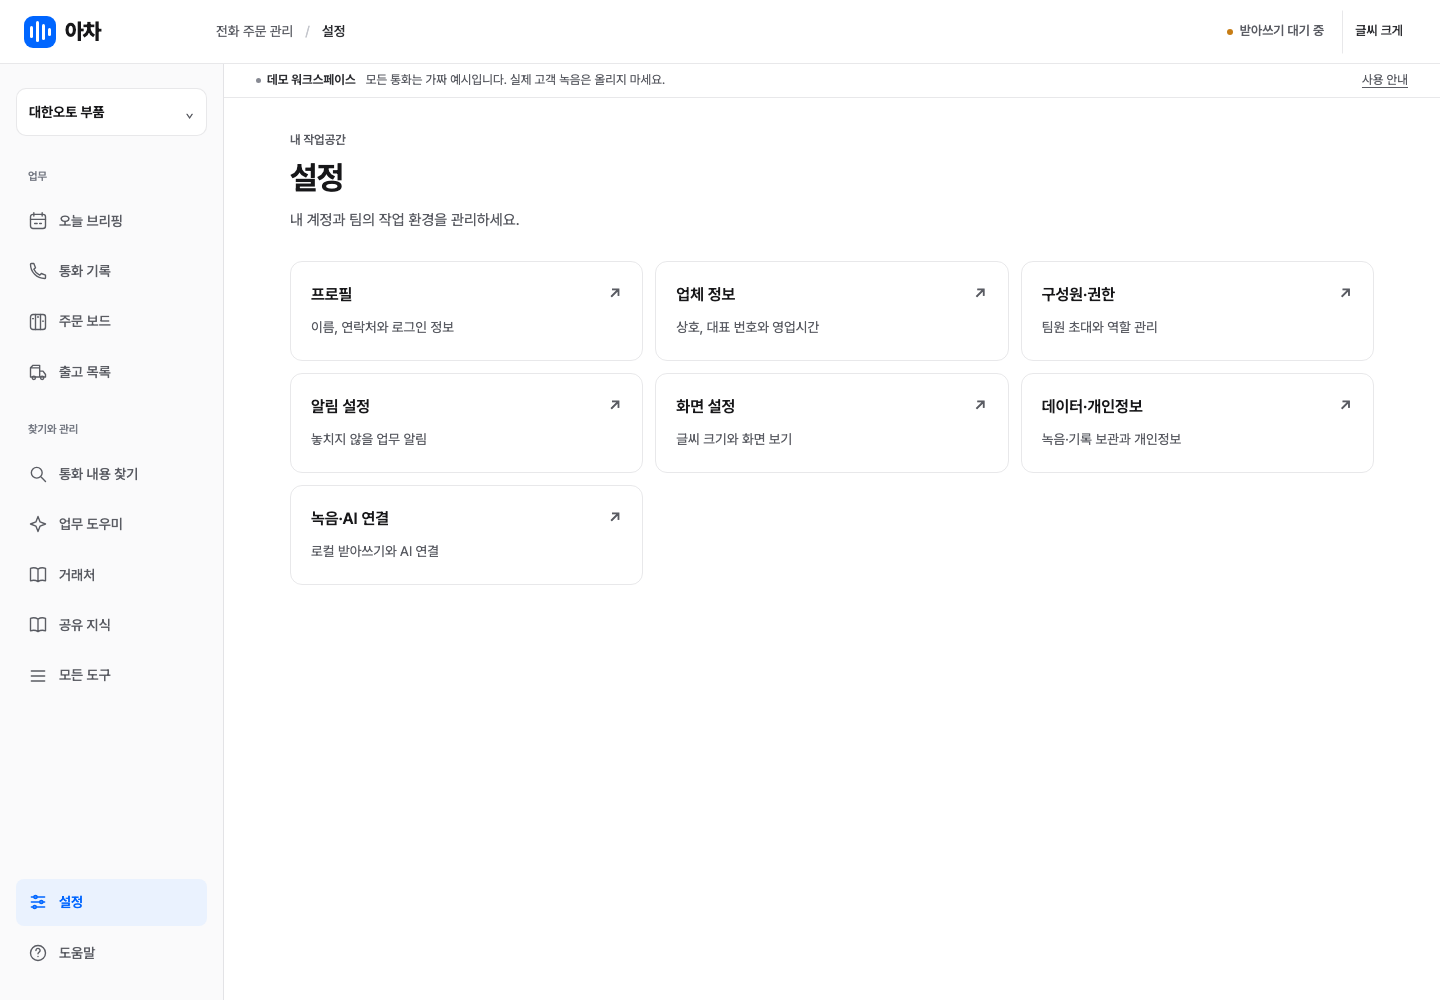 아차
전화 주문 관리 / 설정
받아쓰기 대기 중
글씨 크게
대한오토 부품
데모 워크스페이스 모든 통화는 가짜 예시입니다. 실제 고객 녹음은 올리지 마세요.
사용 안내
업무
오늘 브리핑
통화 기록
주문 보드
출고 목록
찾기와 관리
통화 내용 찾기
업무 도우미
거래처
공유 지식
모든 도구
설정
도움말
내 작업공간
설정
내 계정과 팀의 작업 환경을 관리하세요.
프로필
이름, 연락처와 로그인 정보
업체 정보
상호, 대표 번호와 영업시간
구성원·권한
팀원 초대와 역할 관리
알림 설정
놓치지 않을 업무 알림
화면 설정
글씨 크기와 화면 보기
데이터·개인정보
녹음·기록 보관과 개인정보
녹음·AI 연결
로컬 받아쓰기와 AI 연결